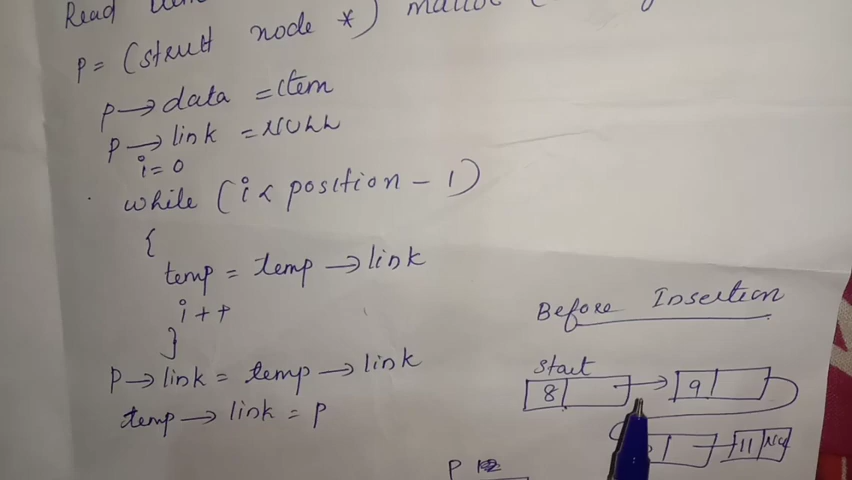 Read
p = (struct node *) malloc (
p → data = item
p → link = NULL
i = 0
while (i < position - 1)
{
temp = temp → link
i++
}
p → link = temp → link
temp → link = p
Before Insertion
start
8 9
11
p